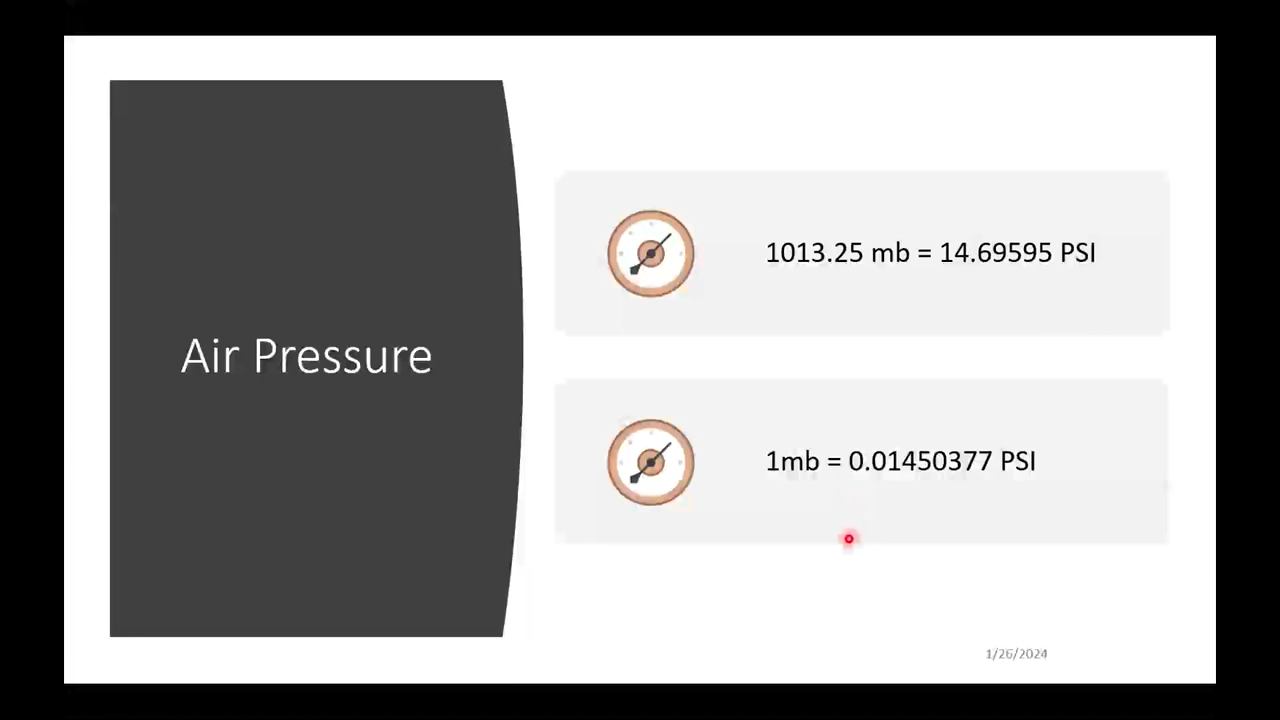 Air Pressure
1013.25 mb = 14.69595 PSI
1mb = 0.01450377 PSI
1/26/2024